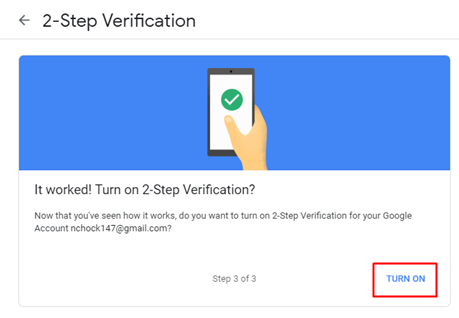 2-Step Verification
It worked! Turn on 2-Step Verification?
Now that you've seen how it works, do you want to turn on 2-Step Verification for your Google
Account nchock147@gmail.com?
Step 3 of 3
TURN ON